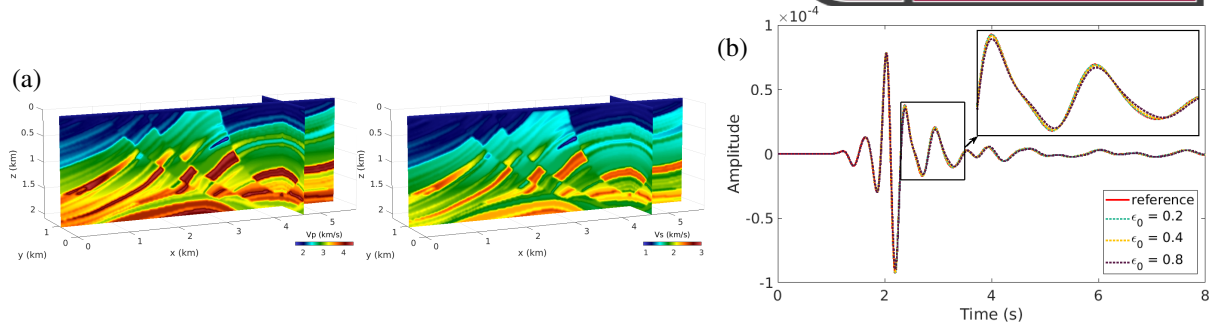 (a)
0
0.5
1
1.5
2
z (km)
1
0
y (km)
0
1
2
3
4
5
x (km)
Vp (km/s)
2 3 4
0
0.5
1
1.5
2
z (km)
1
0
y (km)
0
1
2
3
4
5
x (km)
Vs (km/s)
1 2 3
(b)
×10⁻⁴
1
0.5
0
-0.5
-1
Amplitude
0 2 4 6 8
Time (s)
reference
ϵ₀ = 0.2
ϵ₀ = 0.4
ϵ₀ = 0.8